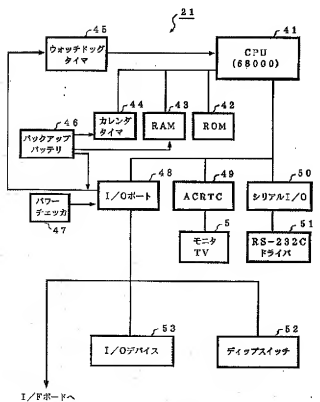 21
45
ウォッチドッグ
タイマ
41
CPU
(68000)
46
バックアップ
バッテリ
44
カレンダ
タイマ
43
RAM
42
ROM
パワー
チェッカ
47
48
I/Oポート
49
ACRTC
50
シリアルI/O
5
モニタ
TV
51
RS-232C
ドライバ
53
I/Oデバイス
52
ディップスイッチ
I/Fボードへ